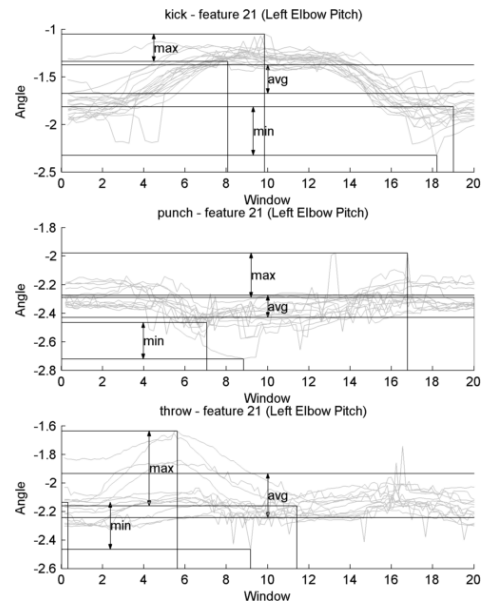 kick - feature 21 (Left Elbow Pitch)
-1
max
-1.5
avg
Angle
-2
min
-2.5
0 2 4 6 8 10 12 14 16 18 20
Window
punch - feature 21 (Left Elbow Pitch)
-2
max
-2.2
Angle
avg
-2.4
min
-2.6
-2.8
0 2 4 6 8 10 12 14 16 18 20
Window
throw - feature 21 (Left Elbow Pitch)
-1.6
-1.8
max
-2
Angle
avg
-2.2
min
-2.4
-2.6
0 2 4 6 8 10 12 14 16 18 20
Window